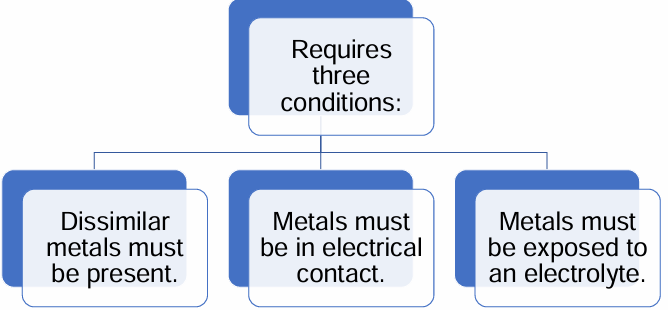 Requires
three
conditions:
Dissimilar
metals must
be present.
Metals must
be in electrical
contact.
Metals must
be exposed to
an electrolyte.